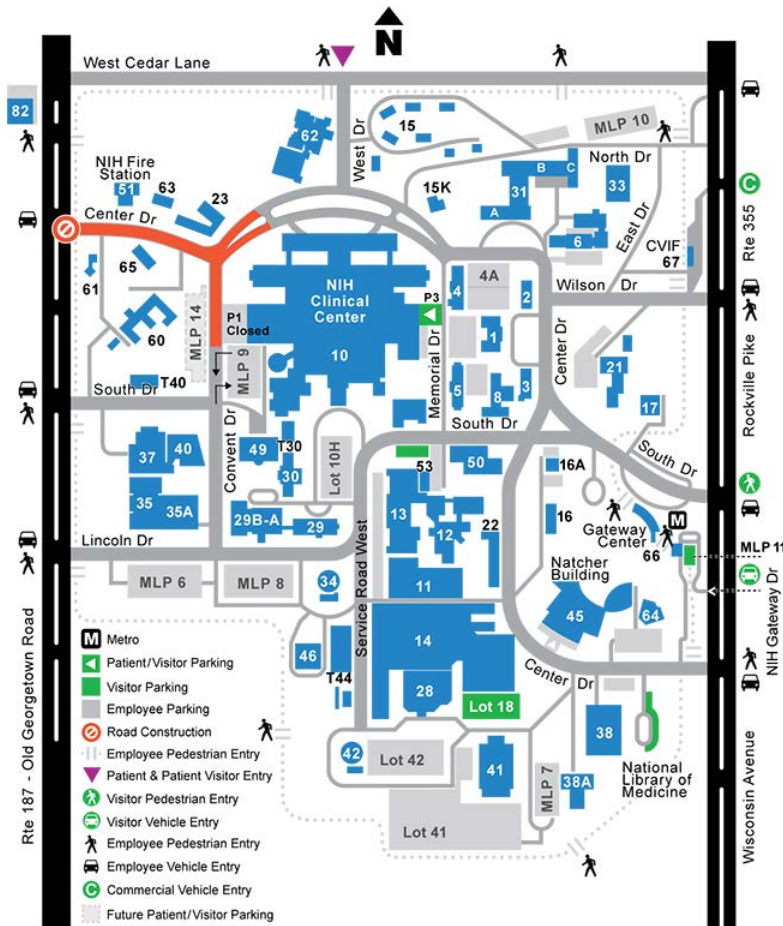 N
West Cedar Lane
82
62
West Dr
15
MLP 10
NIH Fire
Station
51
63
23
15K
31
A
B
C
North Dr
33
Center Dr
65
61
60
6
East Dr
CVIF
67
Rte 355
MLP 14
P1
Closed
NIH
Clinical
Center
10
P3
4
4A
2
Wilson Dr
MLP 9
T40
Memorial Dr
1
5
8
3
Center Dr
21
17
Rockville Pike
South Dr
South Dr
South Dr
Convent Dr
37
40
35
35A
49
T30
30
Lot 10H
53
50
16A
16
13
12
22
Gateway
Center
M
66
MLP 11
29B-A
29
Lincoln Dr
MLP 6
MLP 8
34
Service Road West
11
Natcher
Building
45
64
NIH Gateway Dr
14
46
T44
28
Lot 18
Center Dr
38
National
Library of
Medicine
42
Lot 42
41
MLP 7
38A
Lot 41
Rte 187 - Old Georgetown Road
Wisconsin Avenue
C
M Metro
Patient/Visitor Parking
Visitor Parking
Employee Parking
Road Construction
Employee Pedestrian Entry
Patient & Patient Visitor Entry
Visitor Pedestrian Entry
Visitor Vehicle Entry
Employee Pedestrian Entry
Employee Vehicle Entry
C Commercial Vehicle Entry
Future Patient/Visitor Parking